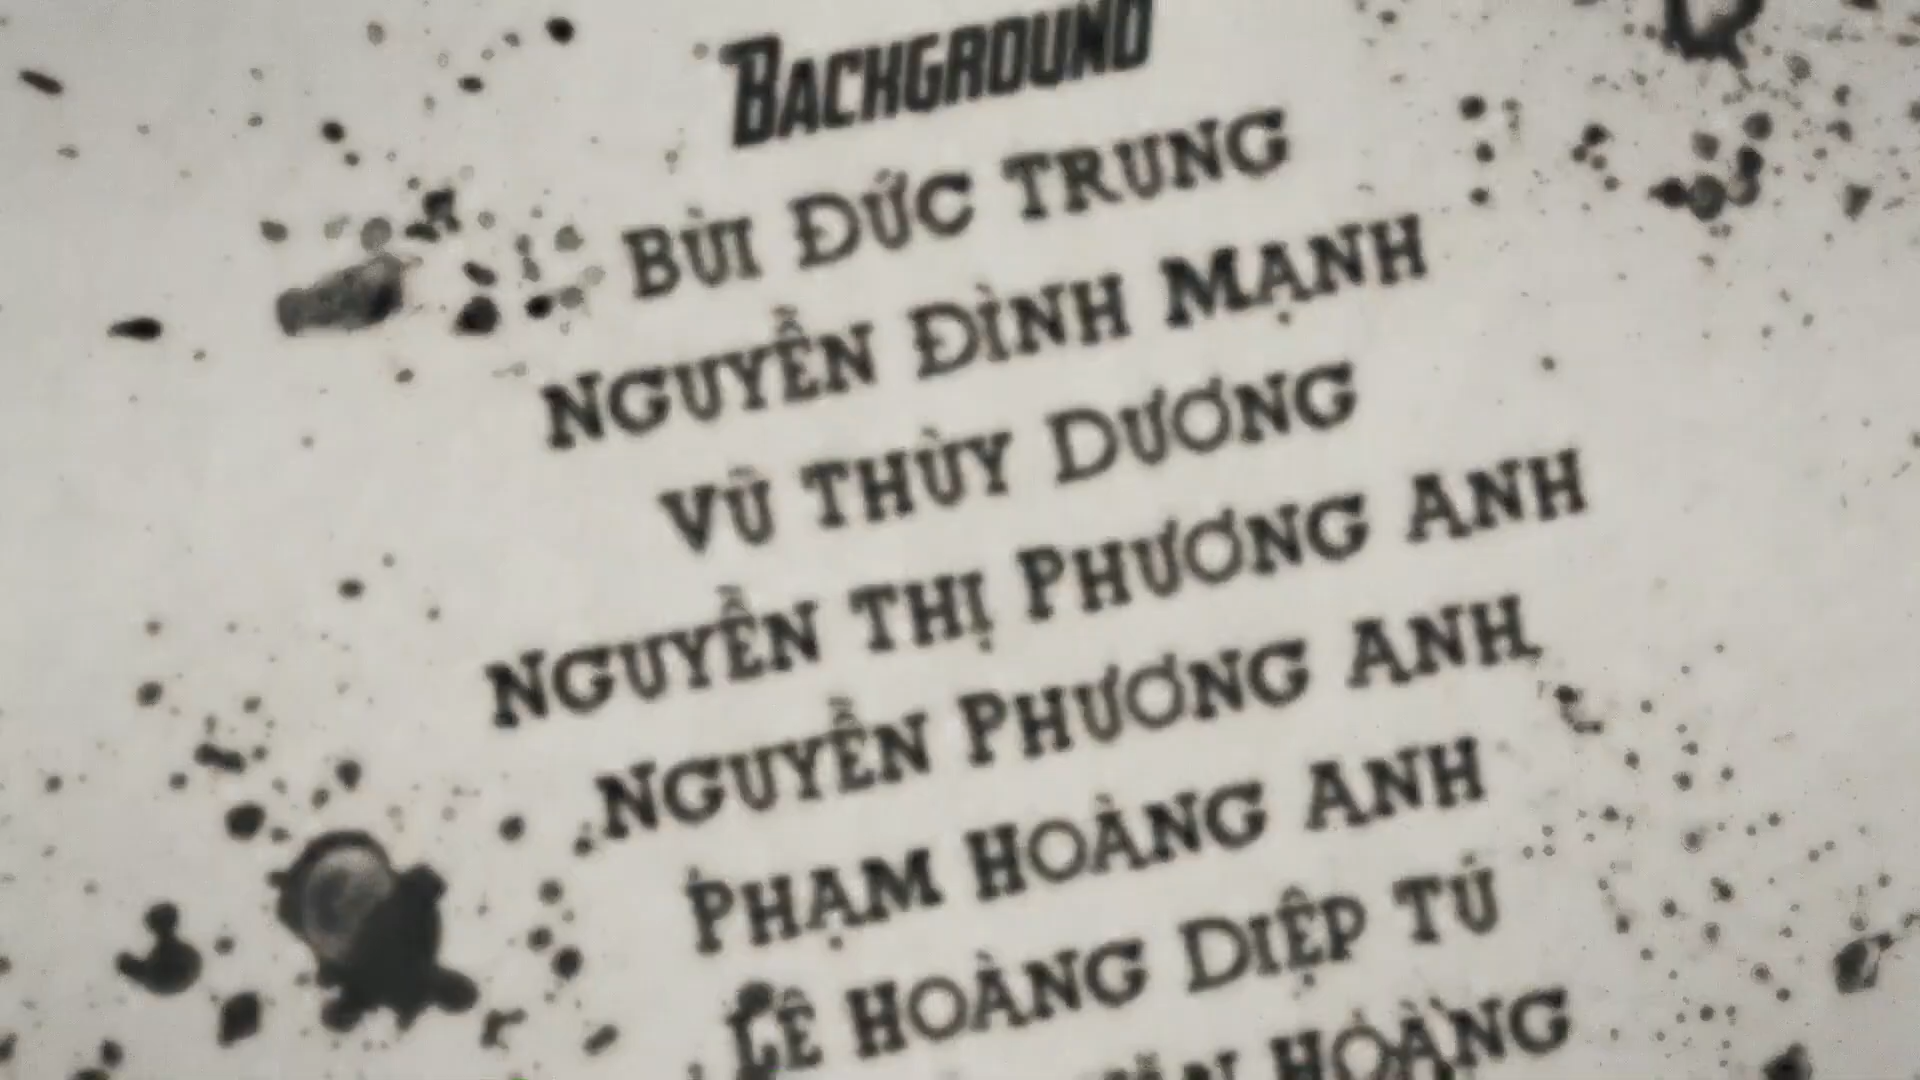 BACKGROUND
BÙI ĐỨC TRUNG
NGUYỄN ĐÌNH MẠNH
VŨ THÙY DƯƠNG
NGUYỄN THỊ PHƯƠNG ANH
NGUYỄN PHƯƠNG ANH
PHẠM HOÀNG ANH
LÊ HOÀNG DIỆP TÚ
HOÀNG